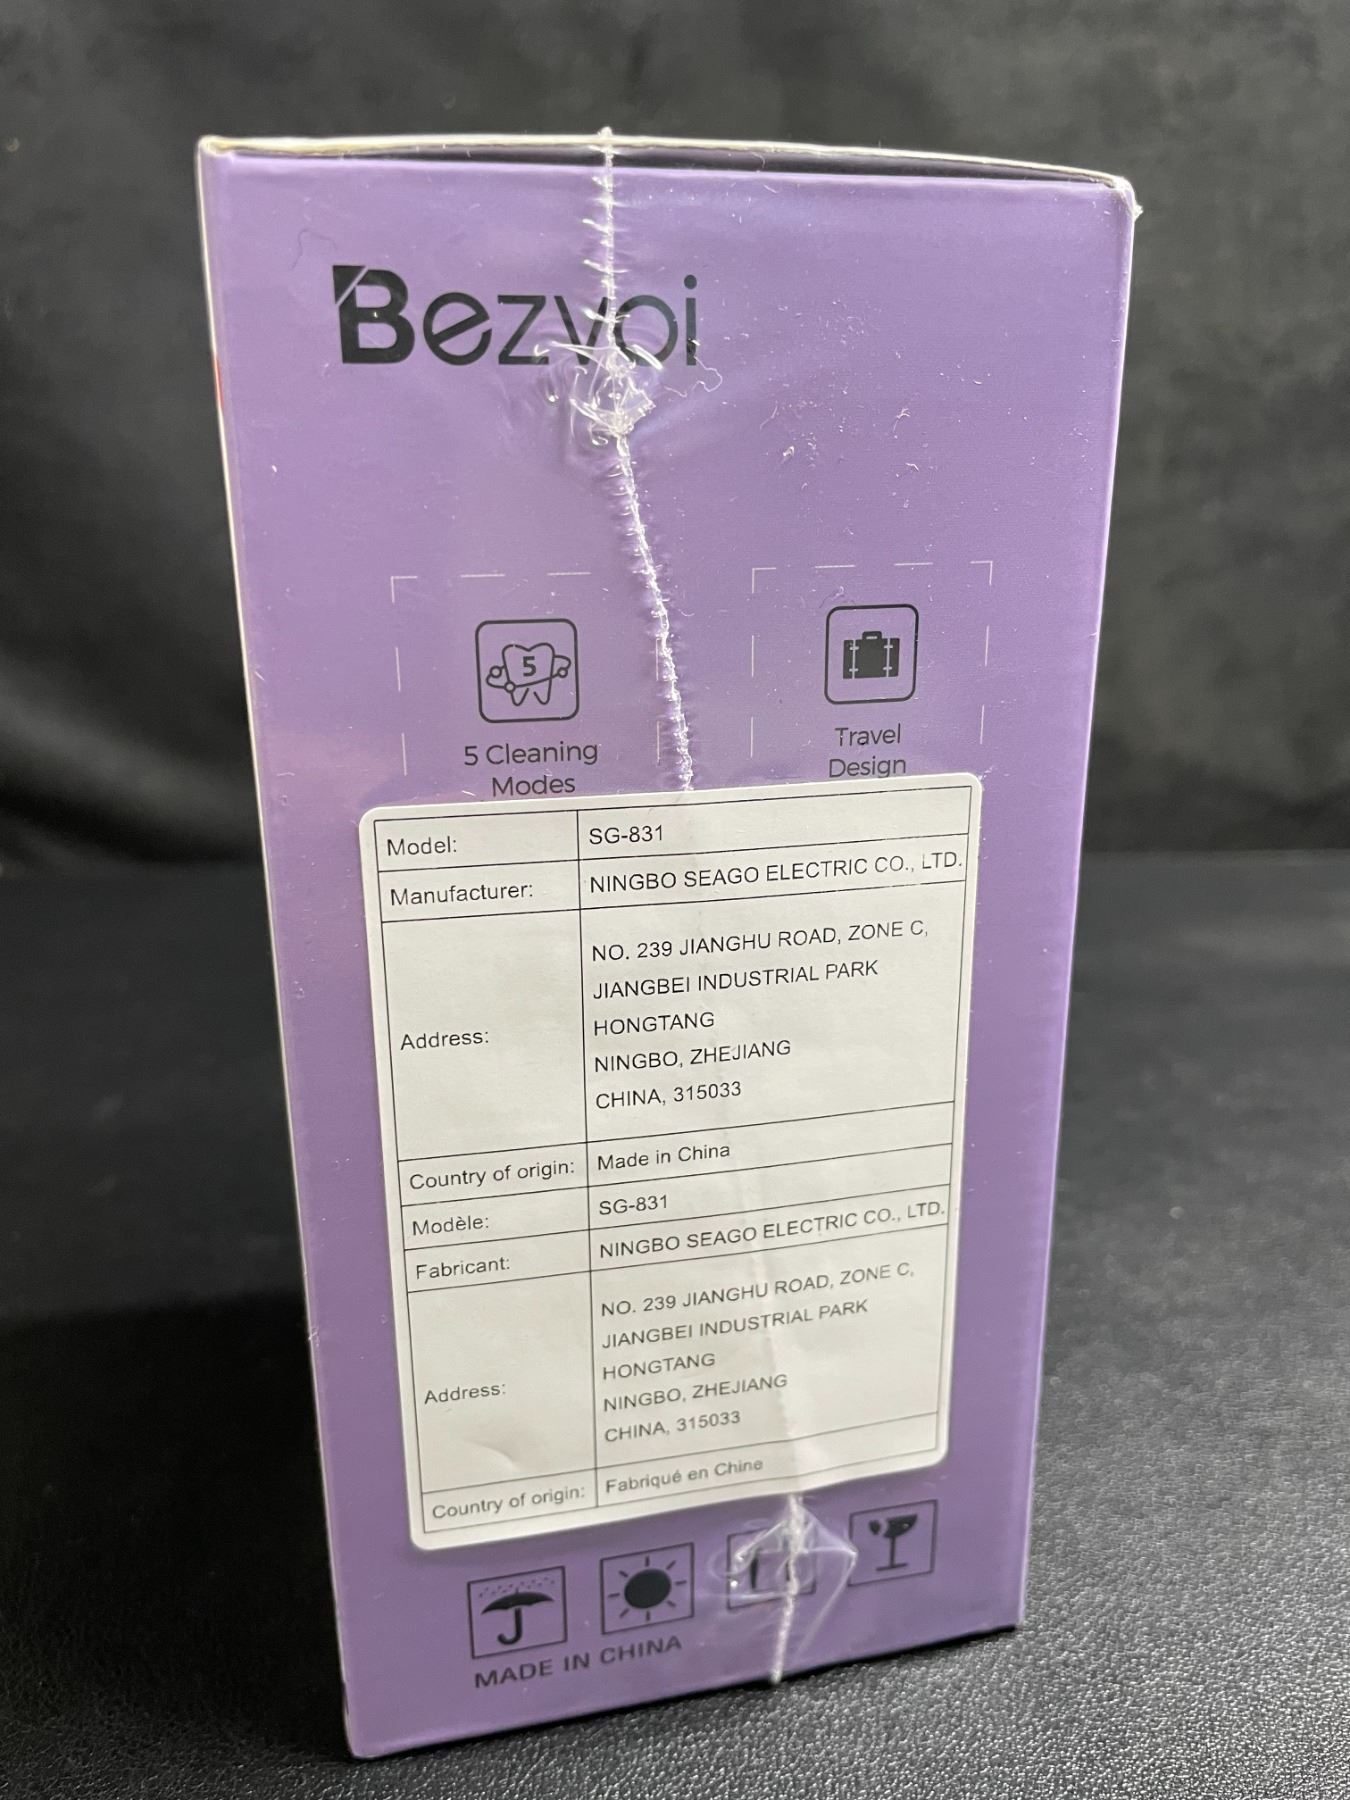 Bezvoi
5
5 Cleaning
Modes
Travel
Design
Model: SG-831
Manufacturer: NINGBO SEAGO ELECTRIC CO., LTD.
Address: NO. 239 JIANGHU ROAD, ZONE C,
JIANGBEI INDUSTRIAL PARK
HONGTANG
NINGBO, ZHEJIANG
CHINA, 315033
Country of origin: Made in China
Modèle: SG-831
Fabricant: NINGBO SEAGO ELECTRIC CO., LTD.
Address: NO. 239 JIANGHU ROAD, ZONE C,
JIANGBEI INDUSTRIAL PARK
HONGTANG
NINGBO, ZHEJIANG
CHINA, 315033
Country of origin: Fabriqué en Chine
MADE IN CHINA